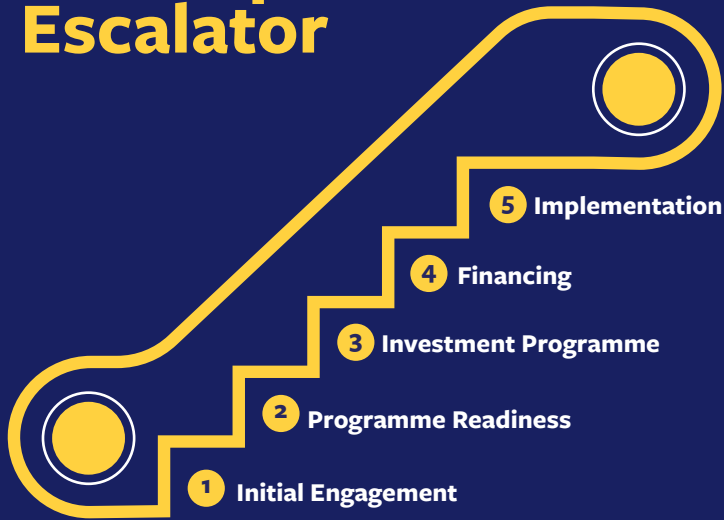 Escalator
5 Implementation
4 Financing
3 Investment Programme
2 Programme Readiness
1 Initial Engagement